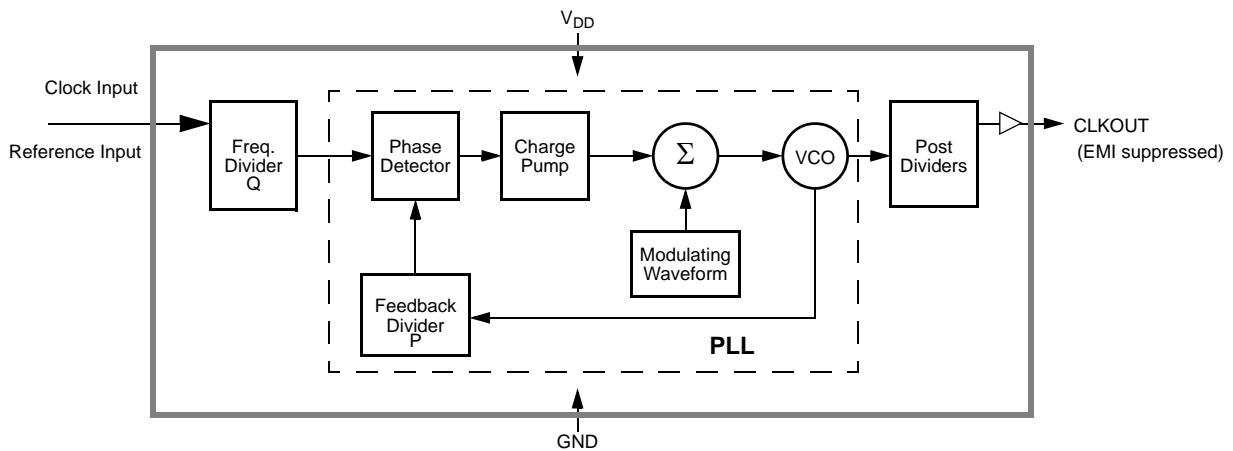 V_DD
Clock Input
Reference Input
Freq.
Divider
Q
Phase
Detector
Charge
Pump
Σ
VCO
Post
Dividers
CLKOUT
(EMI suppressed)
Modulating
Waveform
Feedback
Divider
P
PLL
GND